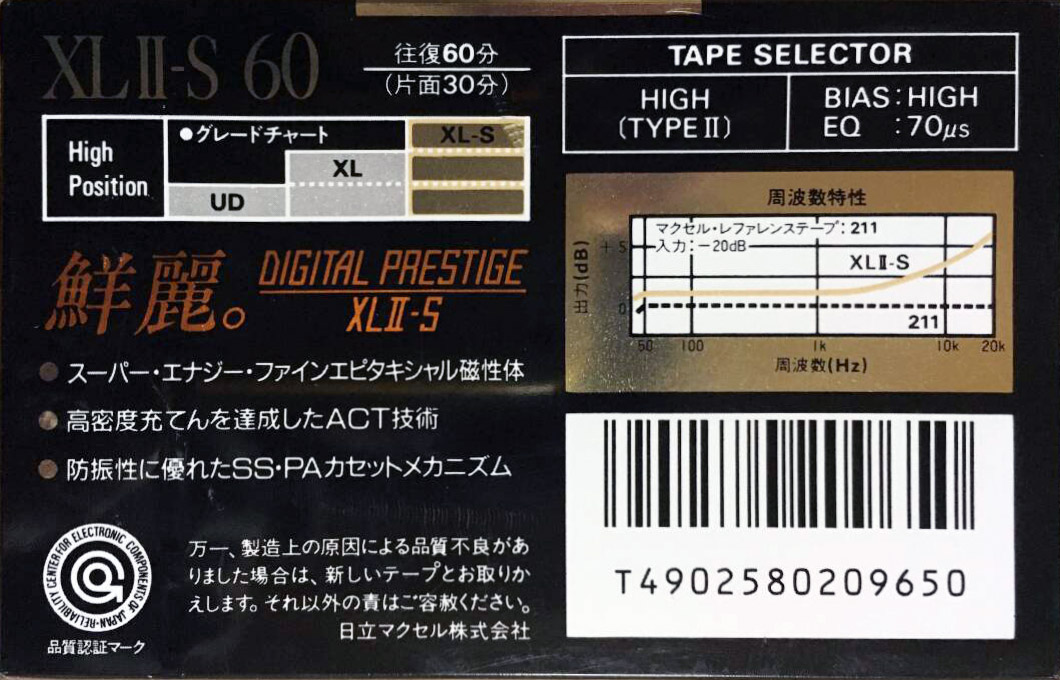 XLⅡ-S 60
往復60分
(片面30分)
High
Position
●グレードチャート
XL-S
XL
UD
鮮麗。
DIGITAL PRESTIGE
XLⅡ-S
スーパー・エナジー・ファインエピタキシャル磁性体
高密度充てんを達成したACT技術
防振性に優れたSS・PAカセットメカニズム
RELIABILITY CENTER FOR ELECTRONIC COMPONENTS OF JAPAN
品質認証マーク
万一、製造上の原因による品質不良があ
りました場合は、新しいテープとお取りか
えします。それ以外の責はご容赦ください。
日立マクセル株式会社
TAPE SELECTOR
HIGH
(TYPEⅡ)
BIAS:HIGH
EQ :70μs
周波数特性
マクセル・レファレンステープ:211
入力:-20dB
出力(dB)
+5
0
XLⅡ-S
211
50 100 1k 10k 20k
周波数(Hz)
T4902580209650